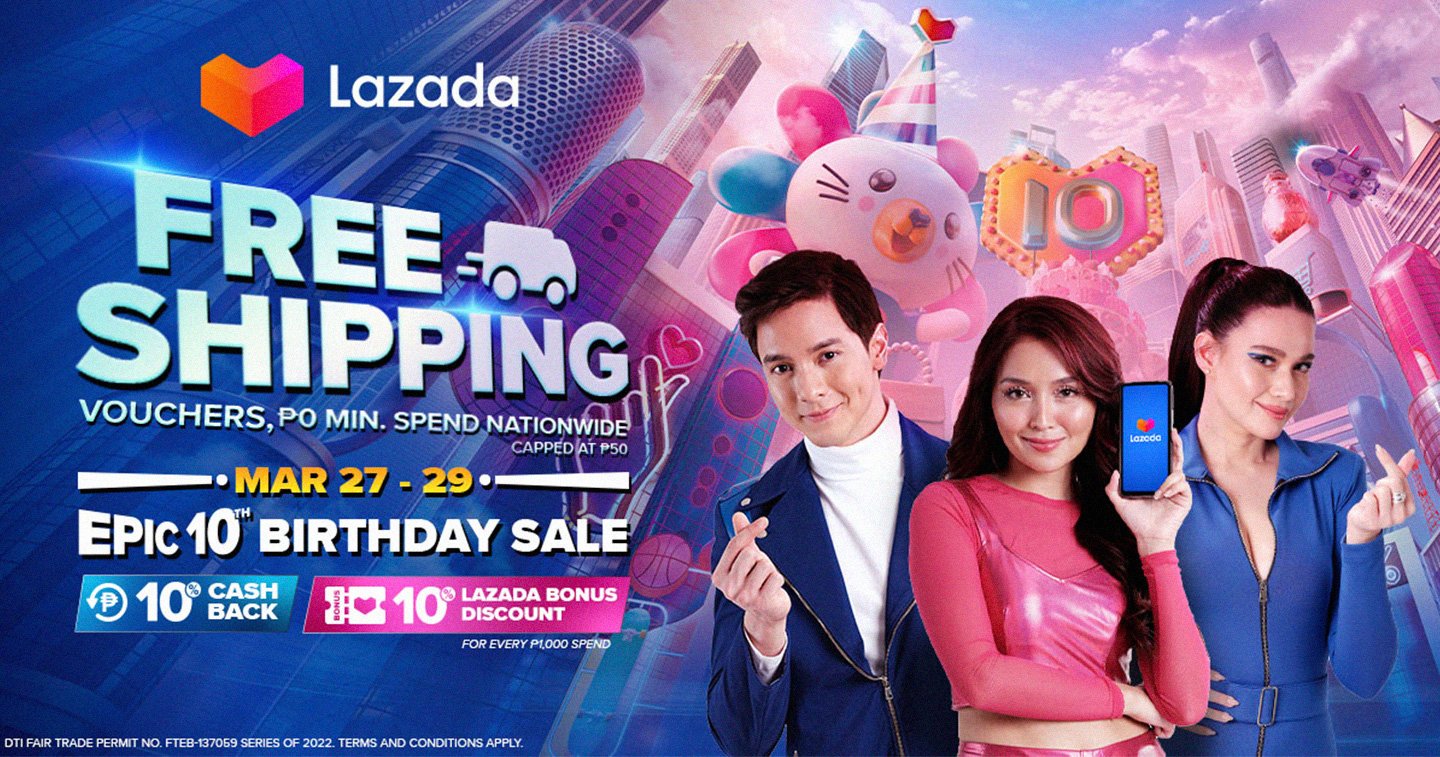 Lazada
FREE
SHIPPING
VOUCHERS, ₱0 MIN. SPEND NATIONWIDE
CAPPED AT ₱50
MAR 27 - 29
EPIC 10TH BIRTHDAY SALE
10% CASH
BACK
BONUS
10% LAZADA BONUS
DISCOUNT
FOR EVERY ₱1,000 SPEND
DTI FAIR TRADE PERMIT NO. FTEB-137059 SERIES OF 2022. TERMS AND CONDITIONS APPLY.
10
Lazada